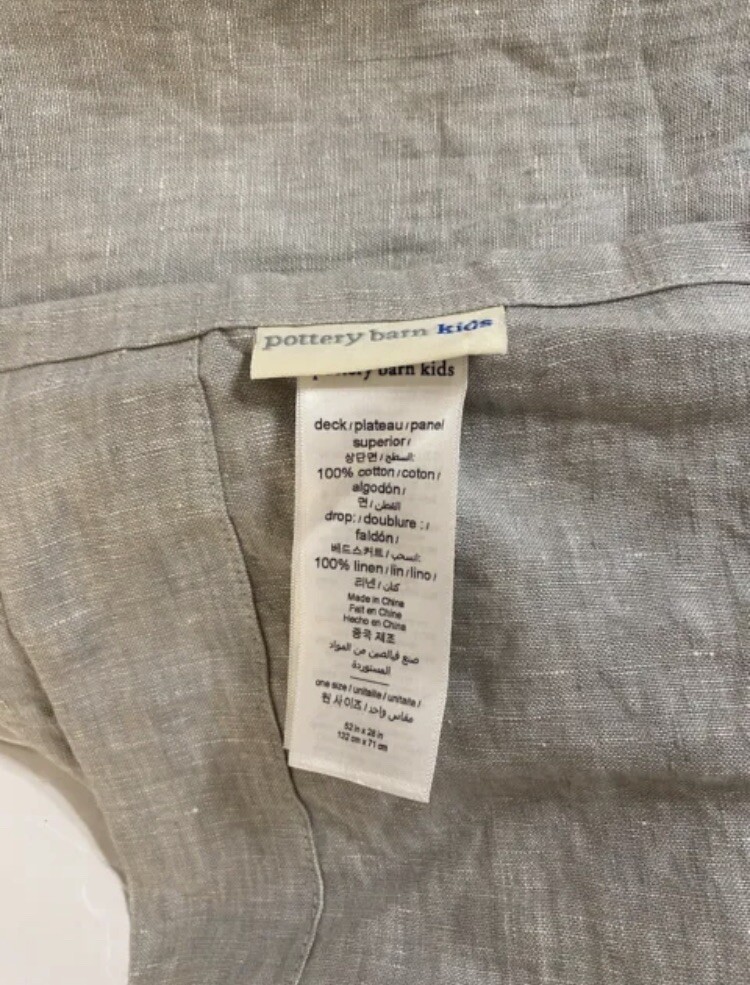 pottery barn kids
barn kids
deck / plateau / panel
superior /
상단면 / السطح:
100% cotton / coton /
algodón /
면 / القطن
drop: / doublure : /
faldón /
베드스커트 / السحب:
100% linen / lin / lino /
리넨 / كتان
Made in China
Fait en Chine
Hecho en China
중국 제조
صنع في الصين من المواد
المستوردة
one size / unitaille / unitalle /
원 사이즈 / مقاس واحد
52 in x 28 in
132 cm x 71 cm